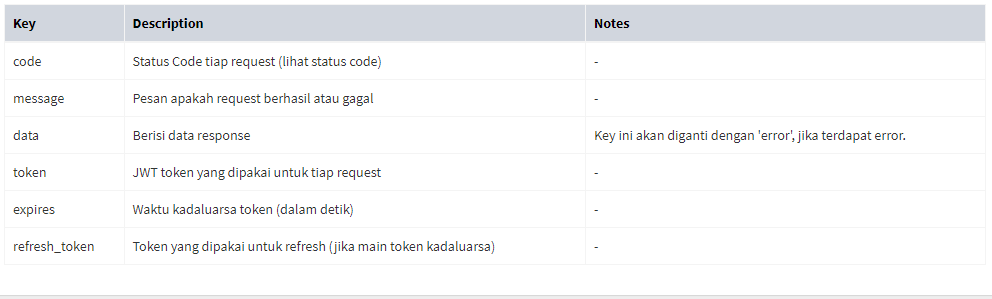 Key Description Notes
code Status Code tiap request (lihat status code) -
message Pesan apakah request berhasil atau gagal -
data Berisi data response Key ini akan diganti dengan 'error', jika terdapat error.
token JWT token yang dipakai untuk tiap request -
expires Waktu kadaluarsa token (dalam detik) -
refresh_token Token yang dipakai untuk refresh (jika main token kadaluarsa) -